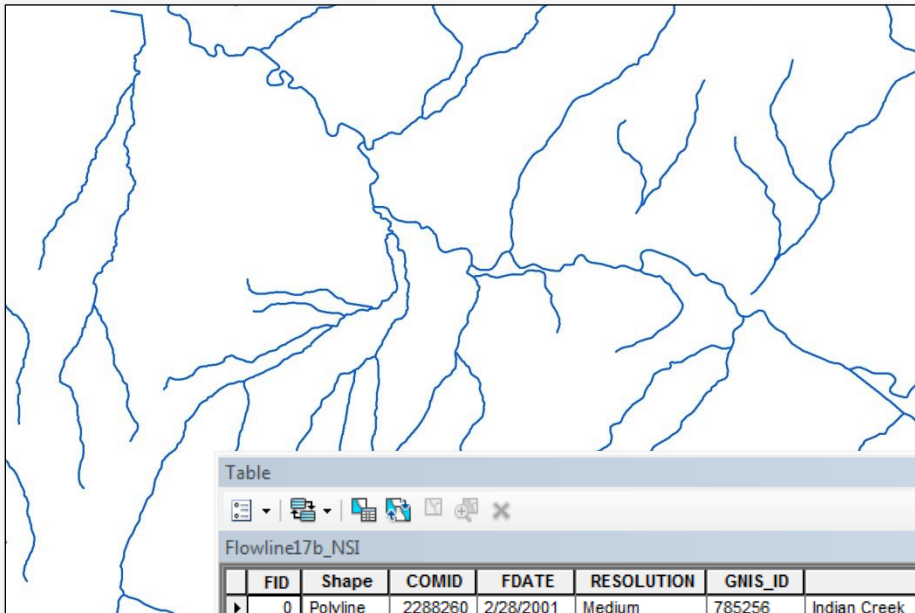 Table
Flowline17b_NSI
FID Shape COMID FDATE RESOLUTION GNIS_ID
0 Polyline 2288260 2/28/2001 Medium 785256 Indian Creek